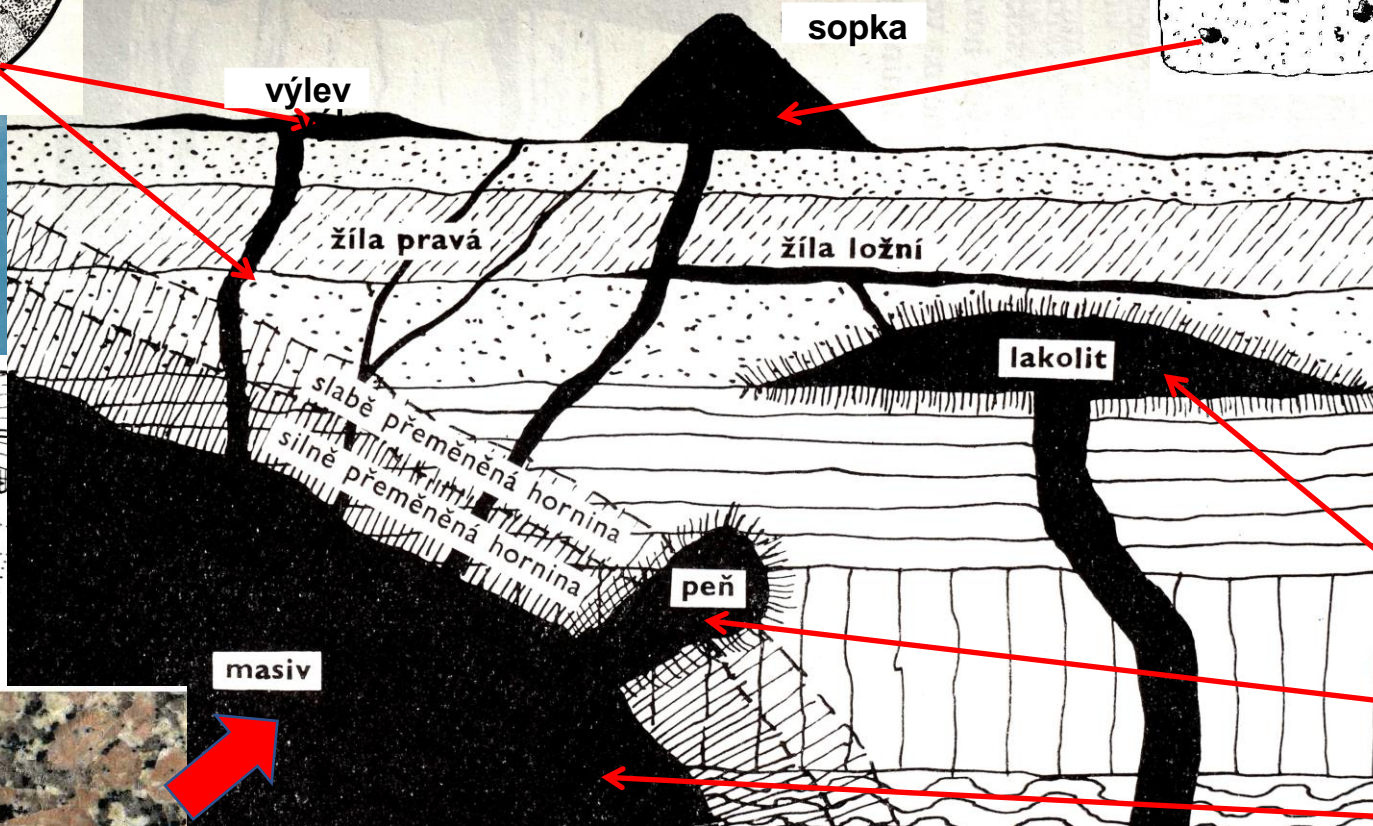 sopka
výlev
žíla pravá
žíla ložní
lakolit
slabě přeměněná hornina
silně přeměněná hornina
peň
masiv